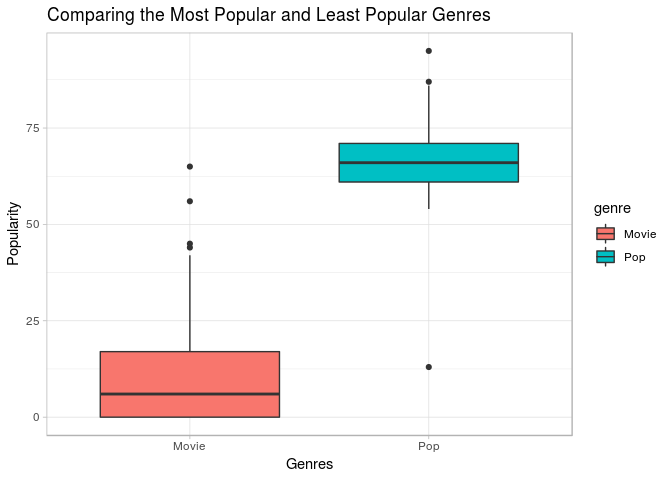 Comparing the Most Popular and Least Popular Genres
Popularity
75
50
25
0
Movie
Pop
Genres
genre
Movie
Pop